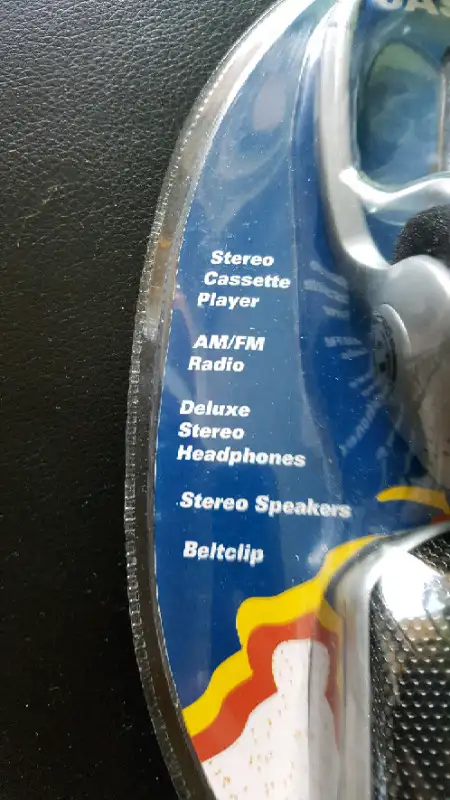 Stereo
Cassette
Player
AM/FM
Radio
Deluxe
Stereo
Headphones
Stereo Speakers
Beltclip